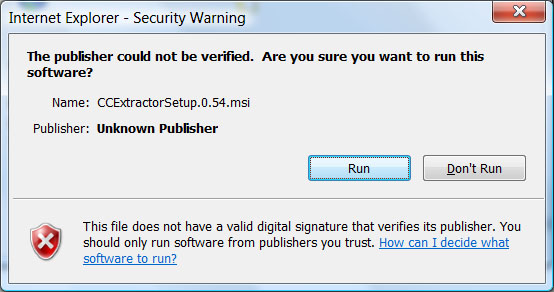 Internet Explorer - Security Warning
The publisher could not be verified.  Are you sure you want to run this
software?
Name: CCExtractorSetup.0.54.msi
Publisher: Unknown Publisher
Run Don't Run
This file does not have a valid digital signature that verifies its publisher. You
should only run software from publishers you trust. How can I decide what
software to run?